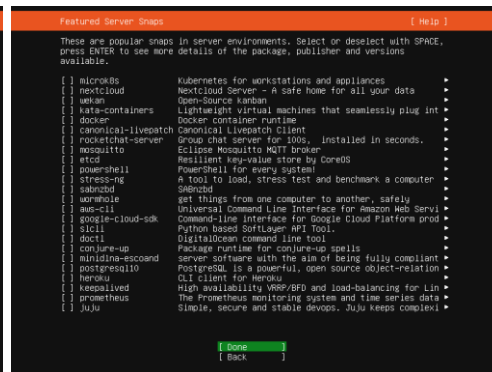 Featured Server Snaps [ Help ]
These are popular snaps in server environments. Select or deselect with SPACE,
press ENTER to see more details of the package, publisher and versions
available.
[ ] microk8s Kubernetes for workstations and appliances ▸
[ ] nextcloud Nextcloud Server - A safe home for all your data ▸
[ ] wekan Open-Source kanban ▸
[ ] kata-containers Lightweight virtual machines that seamlessly plug int ▸
[ ] docker Docker container runtime ▸
[ ] canonical-livepatch Canonical Livepatch Client ▸
[ ] rocketchat-server Group chat server for 100s, installed in seconds. ▸
[ ] mosquitto Eclipse Mosquitto MQTT broker ▸
[ ] etcd Resilient key-value store by CoreOS ▸
[ ] powershell PowerShell for every system! ▸
[ ] stress-ng A tool to load, stress test and benchmark a computer ▸
[ ] sabnzbd SABnzbd ▸
[ ] wormhole get things from one computer to another, safely ▸
[ ] aws-cli Universal Command Line Interface for Amazon Web Servi ▸
[ ] google-cloud-sdk Command-line interface for Google Cloud Platform prod ▸
[ ] slcli Python based SoftLayer API Tool. ▸
[ ] doctl DigitalOcean command line tool ▸
[ ] conjure-up Package runtime for conjure-up spells ▸
[ ] minidlna-escoand server software with the aim of being fully compliant ▸
[ ] postgresql10 PostgreSQL is a powerful, open source object-relation ▸
[ ] heroku CLI client for Heroku ▸
[ ] keepalived High availability VRRP/BFD and load-balancing for Lin ▸
[ ] prometheus The Prometheus monitoring system and time series data ▸
[ ] juju Simple, secure and stable devops. Juju keeps complexi ▸
[ Done ]
[ Back ]